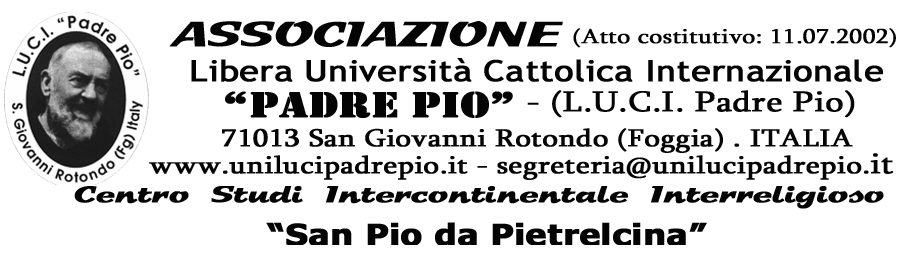 L.U.C.I. "Padre Pio"
S. Giovanni Rotondo (Fg) Italy
ASSOCIAZIONE (Atto costitutivo: 11.07.2002)
Libera Università Cattolica Internazionale
“PADRE PIO” - (L.U.C.I. Padre Pio)
71013 San Giovanni Rotondo (Foggia) . ITALIA
www.unilucipadrepio.it - segreteria@unilucipadrepio.it
Centro Studi Intercontinentale Interreligioso
“San Pio da Pietrelcina”